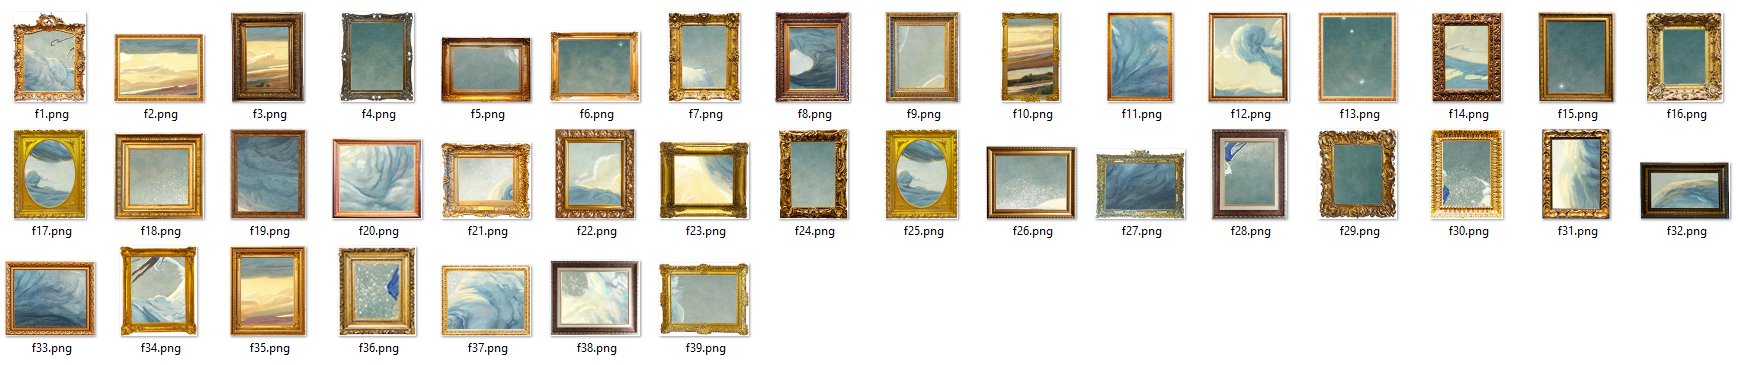 f1.png f2.png f3.png f4.png f5.png f6.png f7.png f8.png f9.png f10.png f11.png f12.png f13.png f14.png f15.png f16.png
f17.png f18.png f19.png f20.png f21.png f22.png f23.png f24.png f25.png f26.png f27.png f28.png f29.png f30.png f31.png f32.png
f33.png f34.png f35.png f36.png f37.png f38.png f39.png